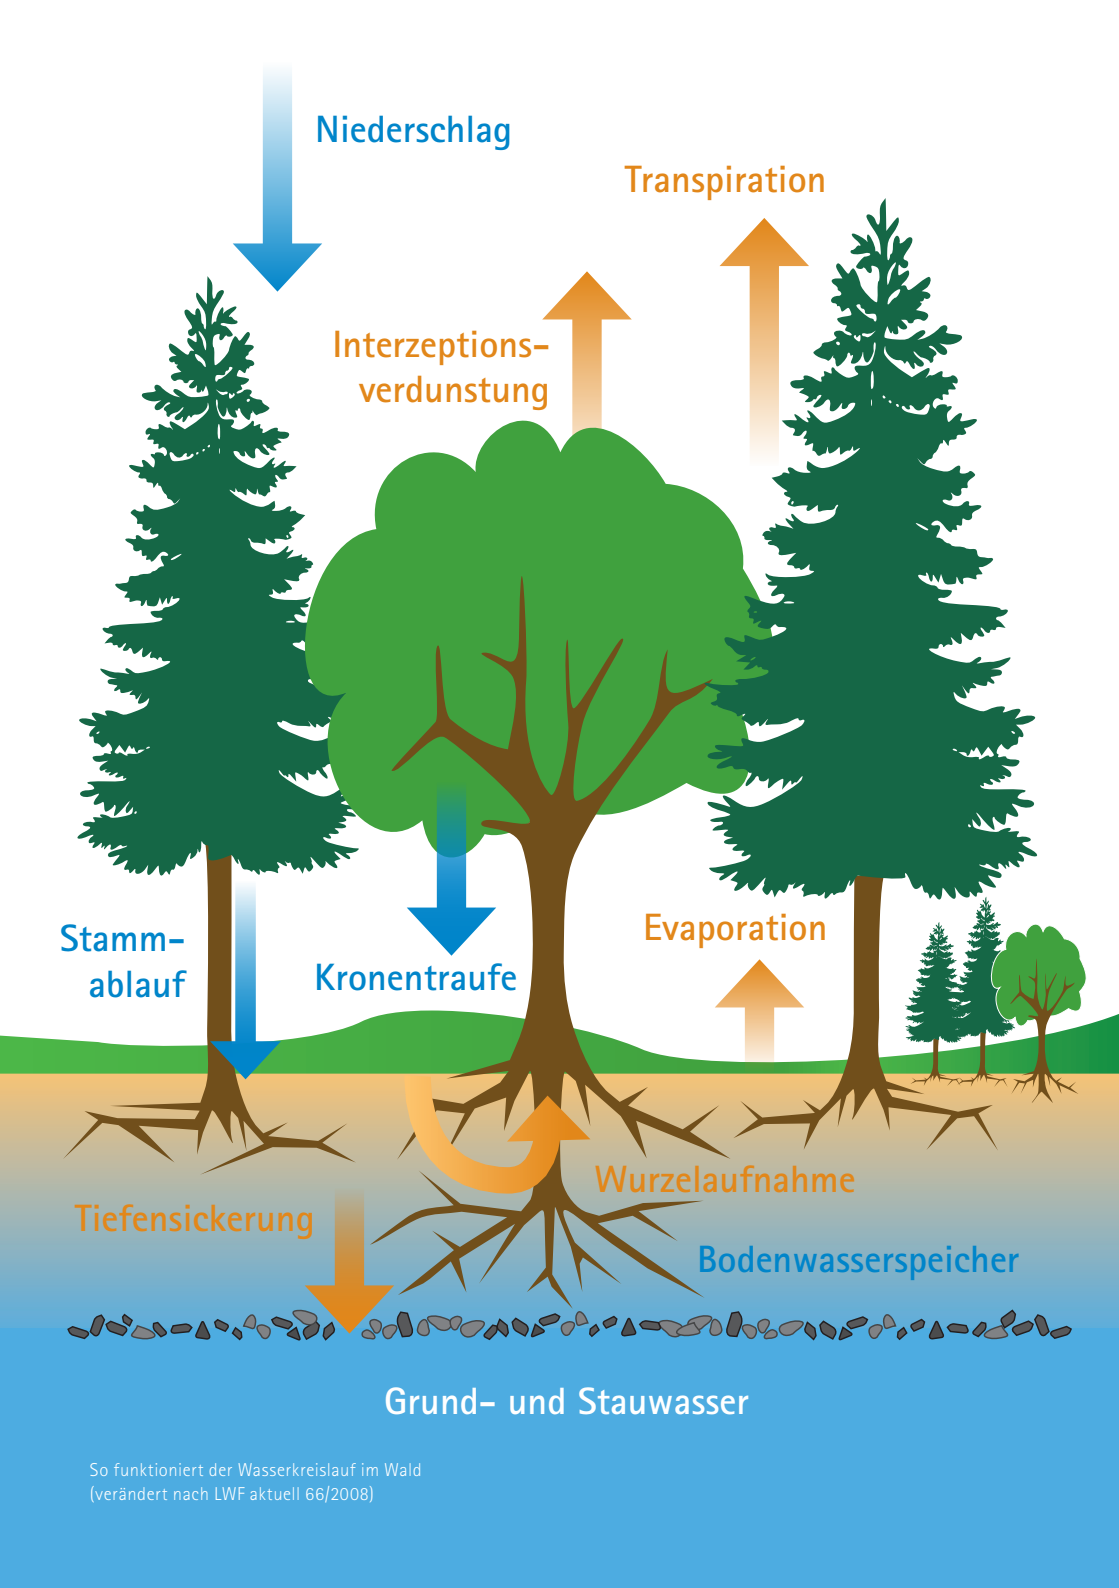 Niederschlag
Transpiration
Interzeptions-
verdunstung
Stamm-
ablauf
Kronentraufe
Evaporation
Wurzelaufnahme
Tiefensickerung
Bodenwasserspeicher
Grund- und Stauwasser
So funktioniert der Wasserkreislauf im Wald
(verändert nach LWF aktuell 66/2008)